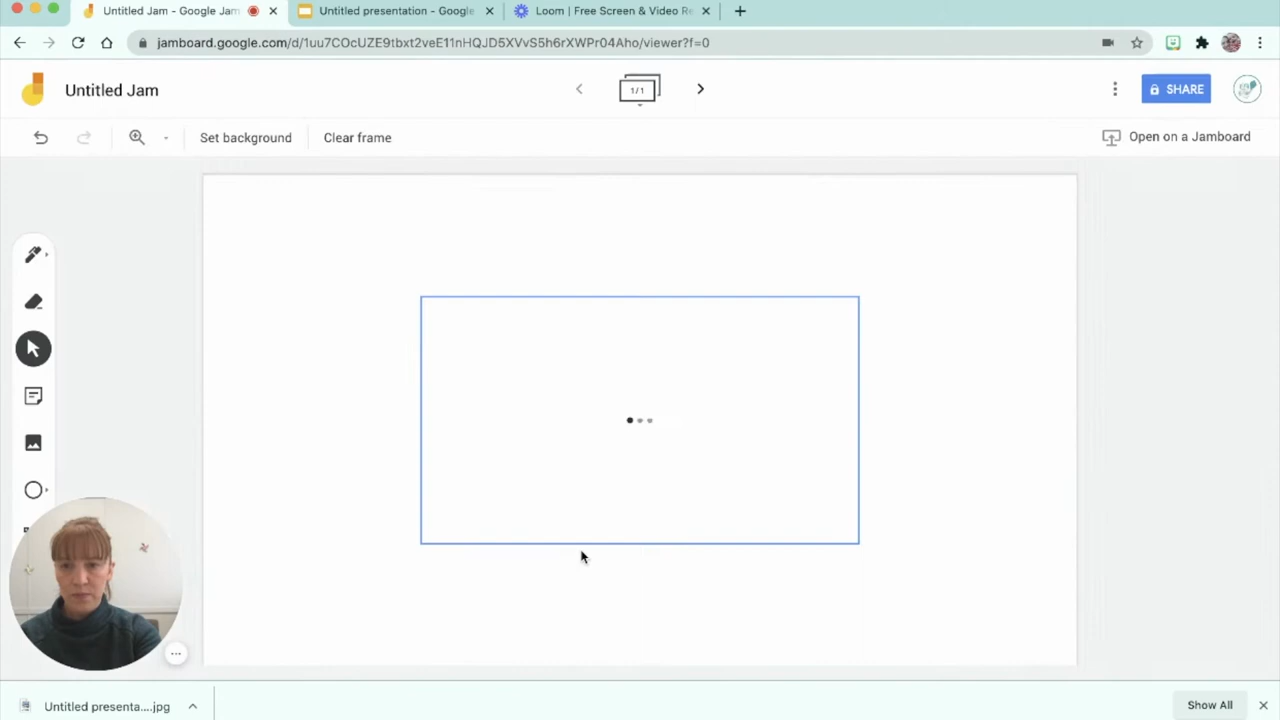 Untitled Jam - Google Jam
Untitled presentation - Google
Loom | Free Screen & Video Re
jamboard.google.com/d/1uu7COcUZE9tbxt2veE11nHQJD5XVvS5h6rXWPr04Aho/viewer?f=0
Untitled Jam
1/1
SHARE
Set background
Clear frame
Open on a Jamboard
Untitled presenta....jpg
Show All